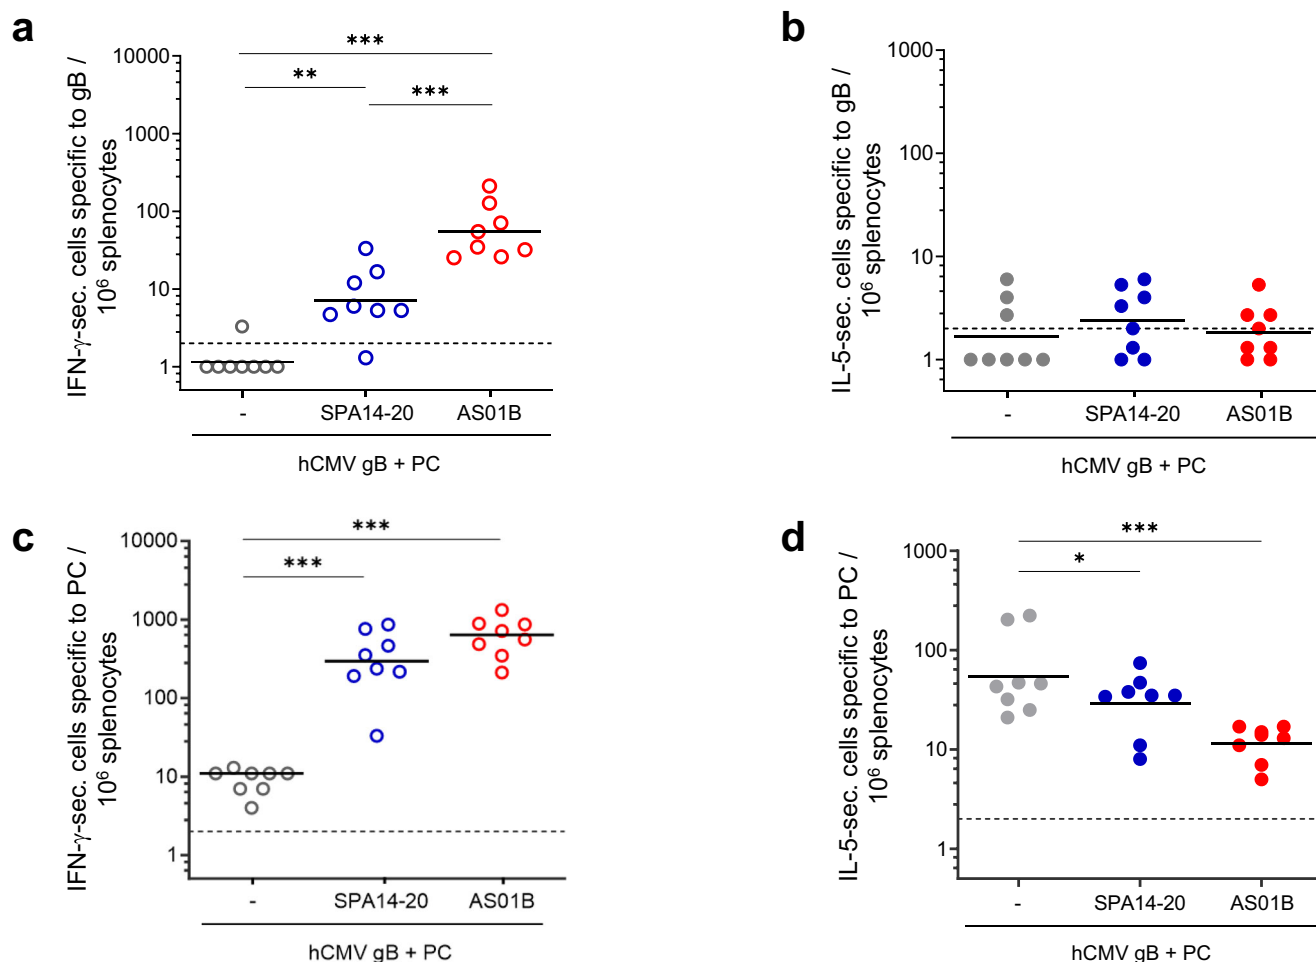 a
IFN-γ-sec. cells specific to gB /
10⁶ splenocytes
10000
1000
100
10
1
***
**
***
-
SPA14-20
AS01B
hCMV gB + PC
b
IL-5-sec. cells specific to gB /
10⁶ splenocytes
1000
100
10
1
-
SPA14-20
AS01B
hCMV gB + PC
c
IFN-γ-sec. cells specific to PC /
10⁶ splenocytes
10000
1000
100
10
1
***
***
-
SPA14-20
AS01B
hCMV gB + PC
d
IL-5-sec. cells specific to PC /
10⁶ splenocytes
1000
100
10
1
***
*
-
SPA14-20
AS01B
hCMV gB + PC